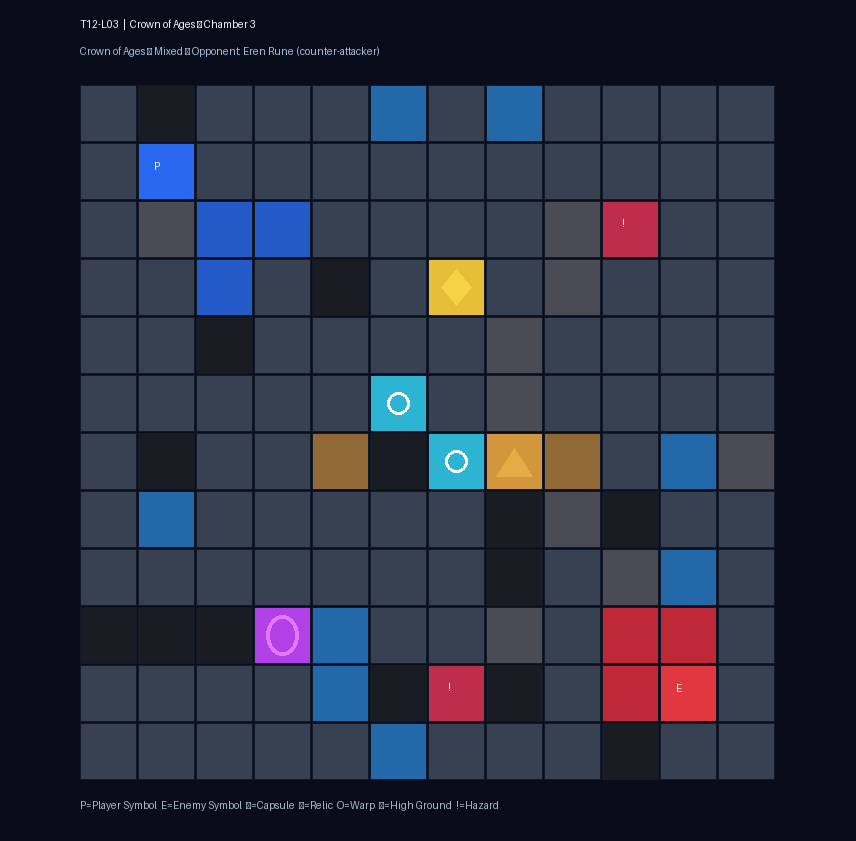 T12-L03 | Crown of Ages▯Chamber 3
Crown of Ages▯Mixed▯Opponent: Eren Rune (counter-attacker)
P
!
!
E
P=Player Symbol E=Enemy Symbol ▯=Capsule ▯=Relic O=Warp ▯=High Ground !=Hazard